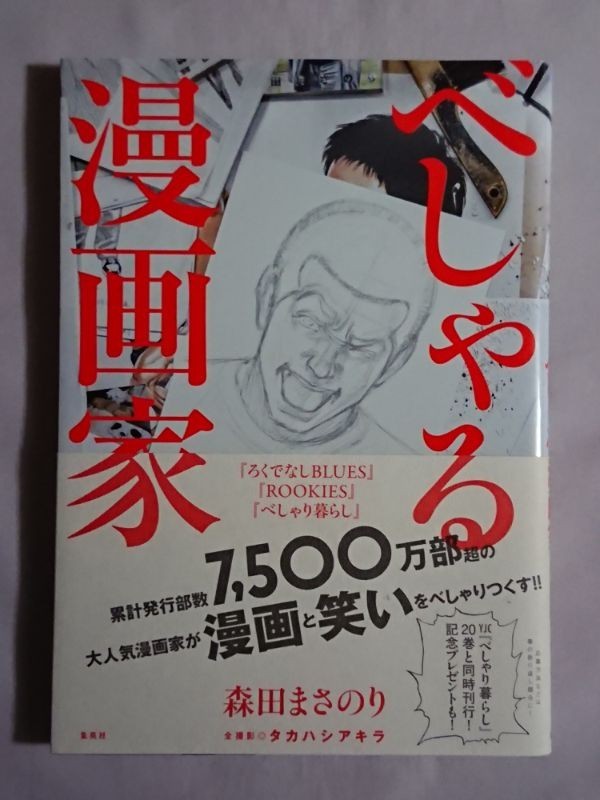 べしゃる
漫画家
『ろくでなしBLUES』
『ROOKIES』
『べしゃり暮らし』
累計発行部数7,500万部超の
大人気漫画家が漫画と笑いをべしゃりつくす!!
YJC『べしゃり暮らし』
20巻と同時刊行!
記念プレゼントも!
森田まさのり
全撮影◎タカハシアキラ
集英社